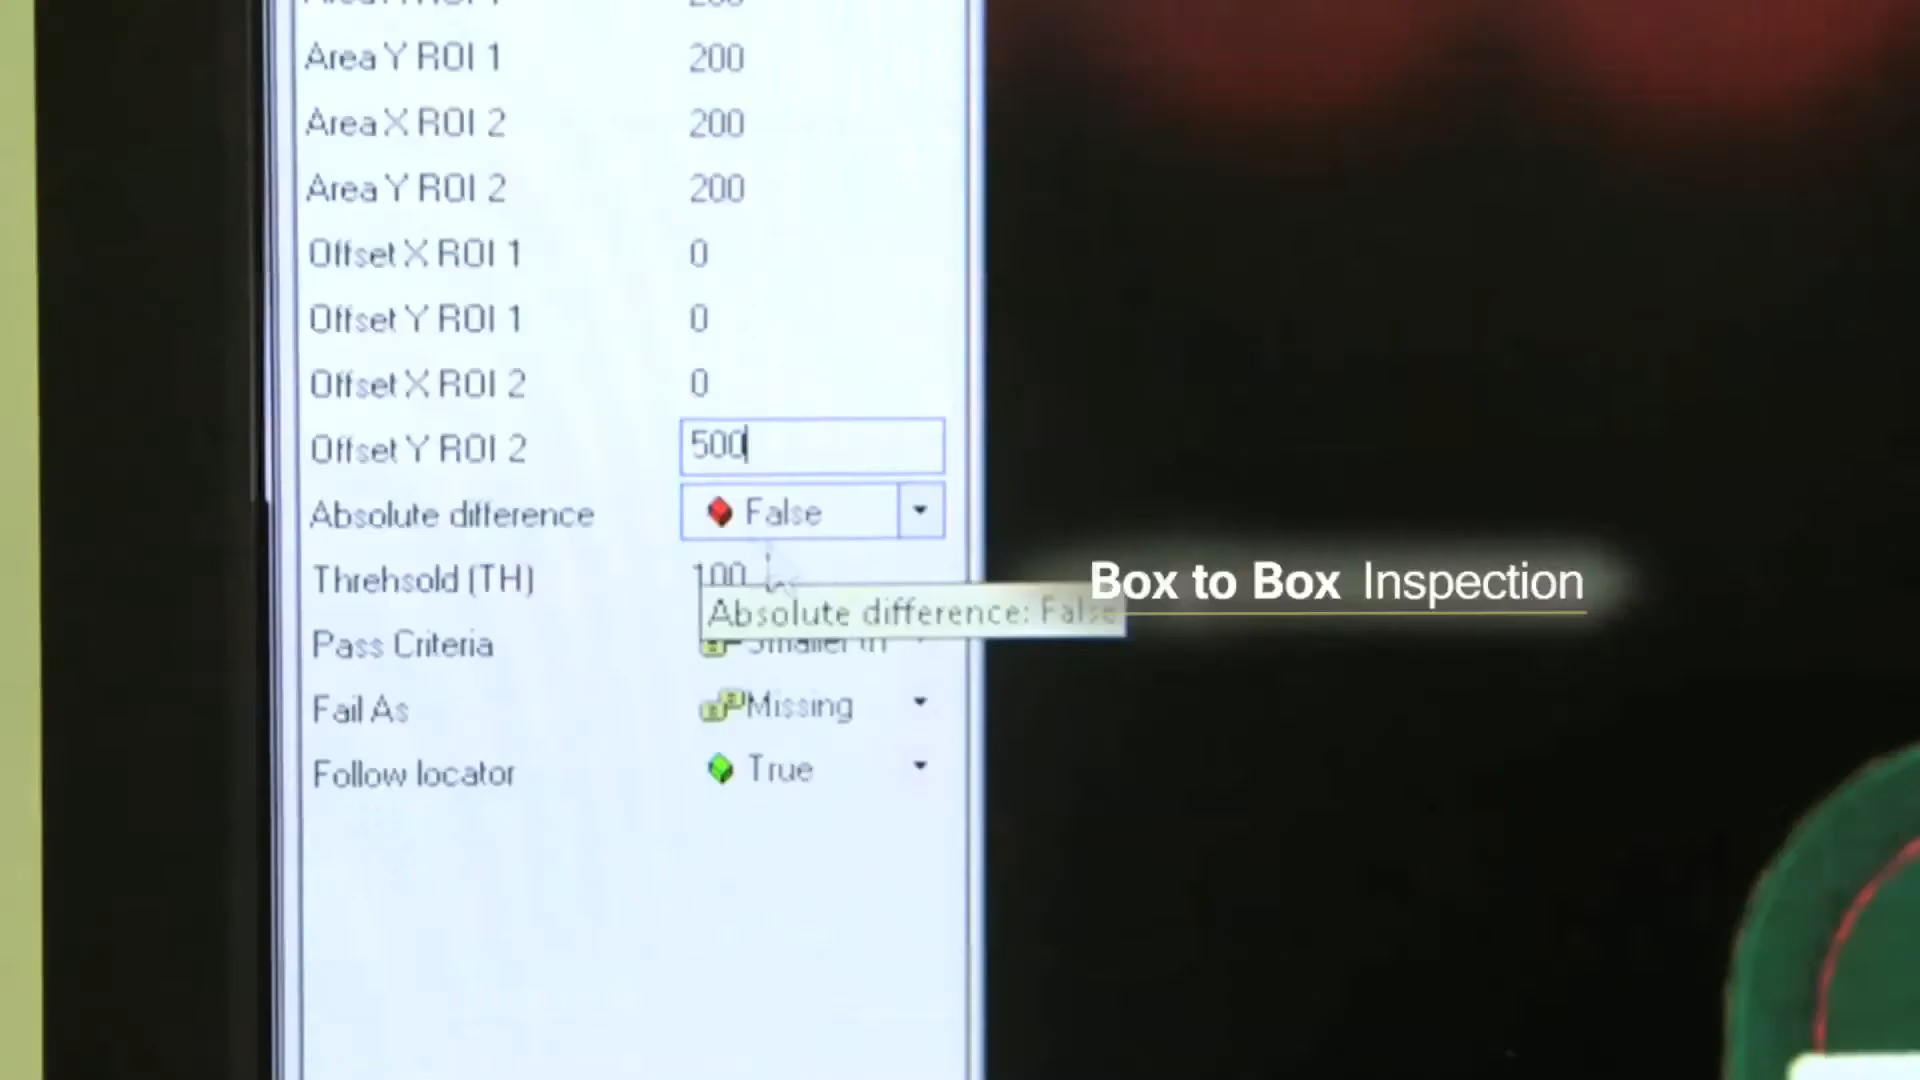 Area Y ROI 1 200
Area X ROI 2 200
Area Y ROI 2 200
Offset X ROI 1 0
Offset Y ROI 1 0
Offset X ROI 2 0
Offset Y ROI 2 500
Absolute difference False
Threhsold (TH) 100
Absolute difference: False
Pass Criteria Smaller
Fail As Missing
Follow locator True
Box to Box Inspection